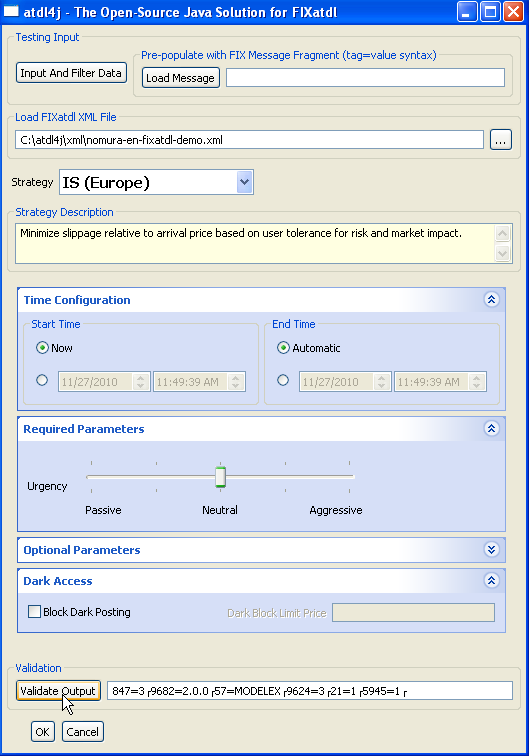 atdl4j - The Open-Source Java Solution for FIXatdl
Testing Input
Input And Filter Data
Pre-populate with FIX Message Fragment (tag=value syntax)
Load Message
Load FIXatdl XML File
C:\atdl4j\xml\nomura-en-fixatdl-demo.xml
...
Strategy
IS (Europe)
Strategy Description
Minimize slippage relative to arrival price based on user tolerance for risk and market impact.
Time Configuration
Start Time
Now
11/27/2010 11:49:39 AM
End Time
Automatic
11/27/2010 11:49:39 AM
Required Parameters
Urgency
Passive Neutral Aggressive
Optional Parameters
Dark Access
Block Dark Posting
Dark Block Limit Price
Validation
Validate Output
847=3┌9682=2.0.0┌57=MODELEX┌9624=3┌21=1┌5945=1┌
OK Cancel